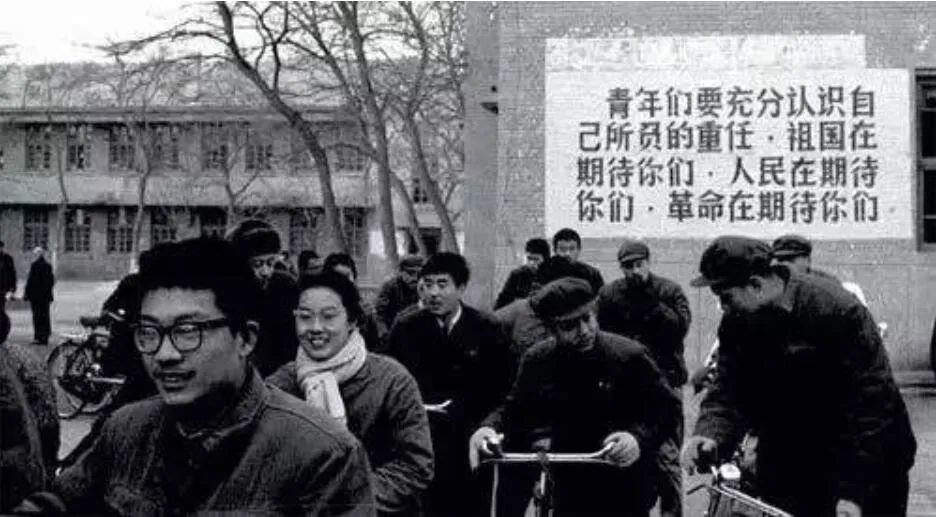 青年们要充分认识自
己所负的重任·祖国在
期待你们·人民在期待
你们·革命在期待你们